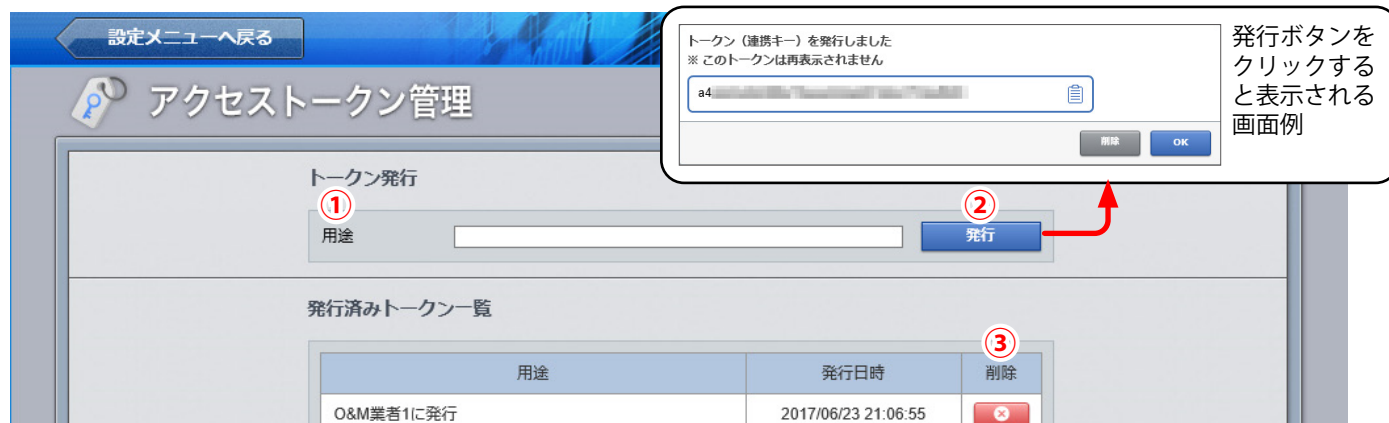 設定メニューへ戻る
アクセストークン管理
トークン（連携キー）を発行しました
※ このトークンは再表示されません
a4
削除
OK
発行ボタンを
クリックする
と表示される
画面例
トークン発行
①
②
用途
発行
発行済みトークン一覧
③
用途
発行日時
削除
O&M業者1に発行
2017/06/23 21:06:55